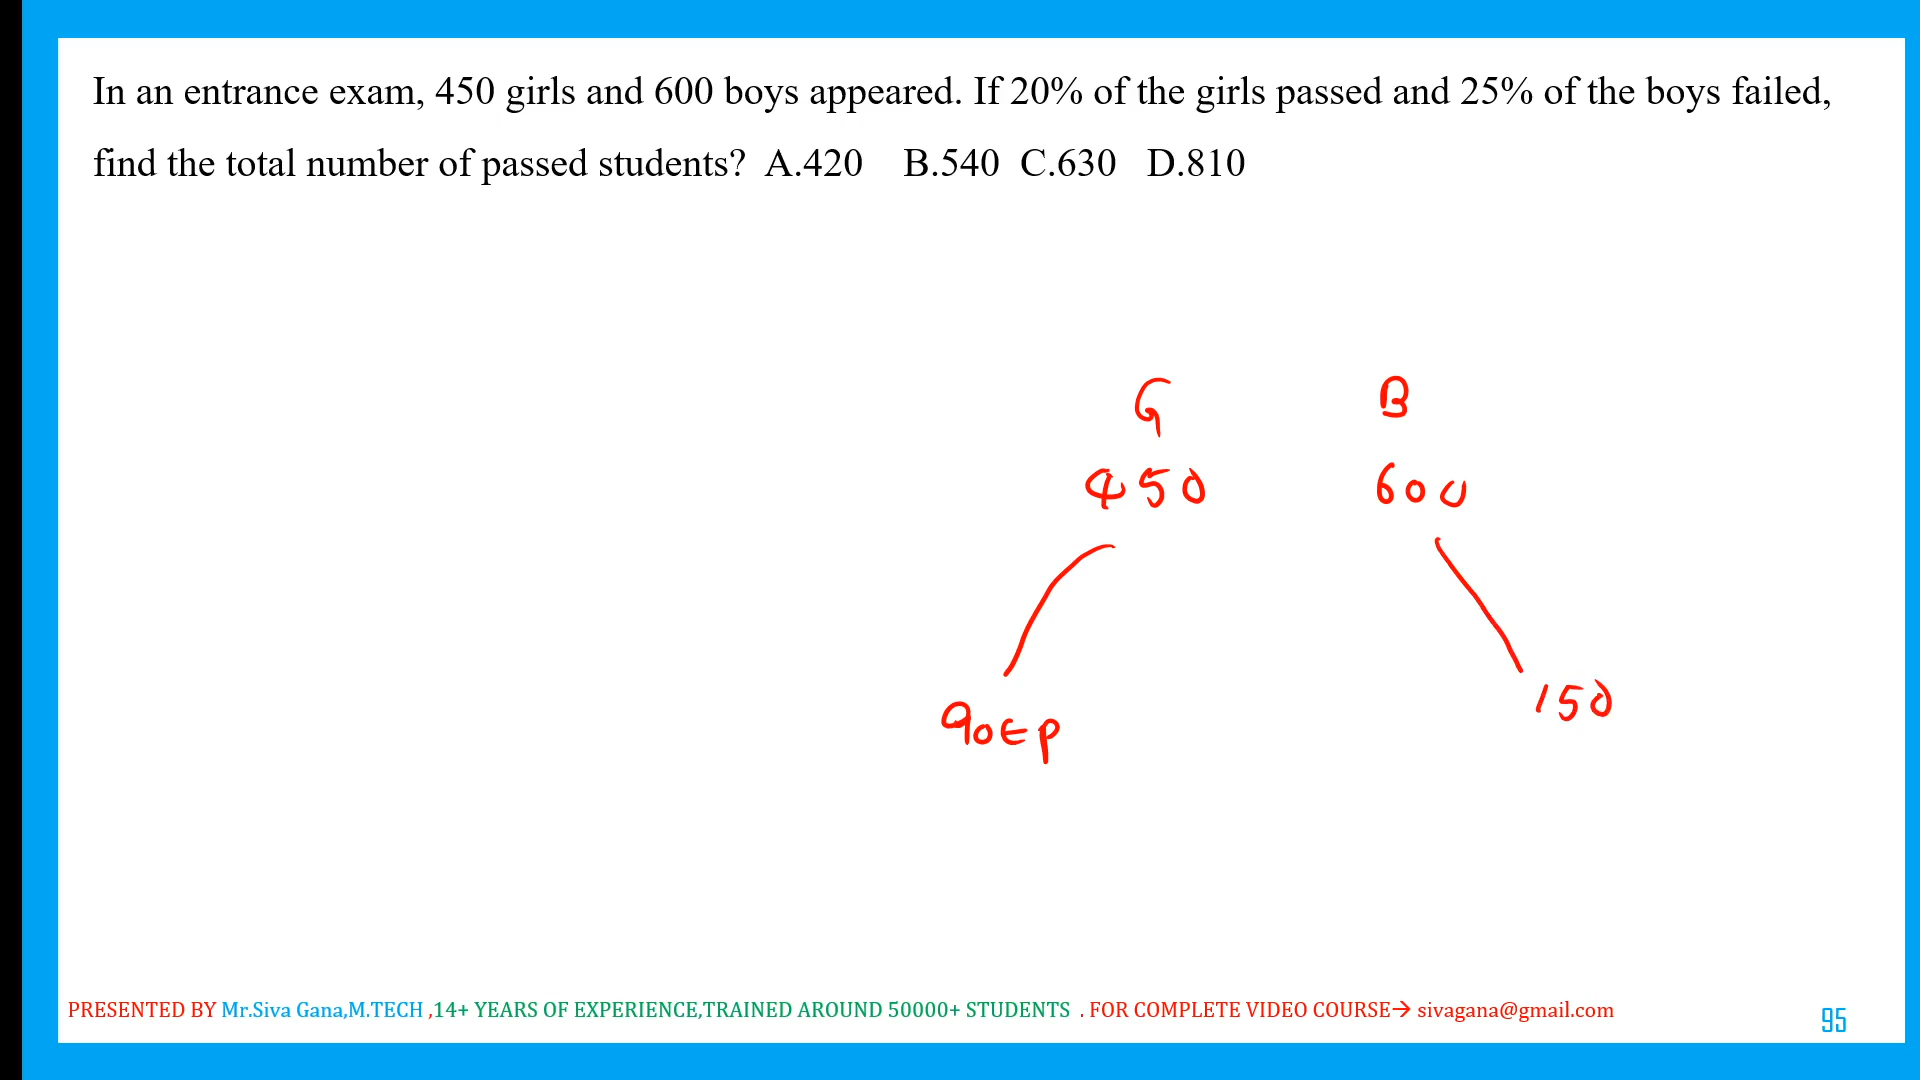 In an entrance exam, 450 girls and 600 boys appeared. If 20% of the girls passed and 25% of the boys failed,
find the total number of passed students? A.420 B.540 C.630 D.810
G B
450 600
90 ← P 150
PRESENTED BY Mr.Siva Gana,M.TECH ,14+ YEARS OF EXPERIENCE,TRAINED AROUND 50000+ STUDENTS . FOR COMPLETE VIDEO COURSE→ sivagana@gmail.com
95